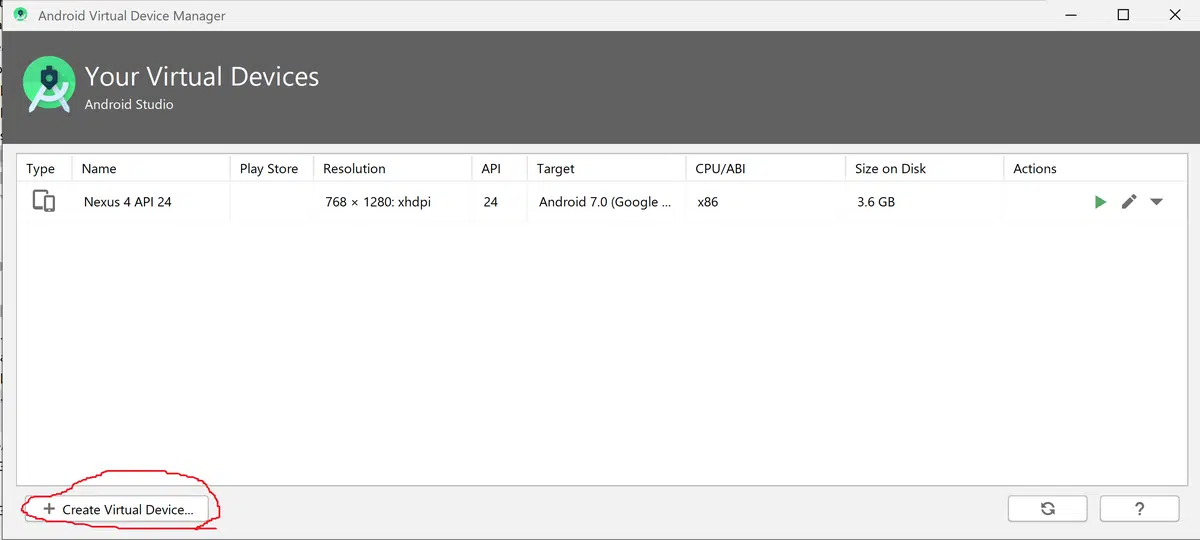 Android Virtual Device Manager
Your Virtual Devices
Android Studio
Type Name Play Store Resolution API Target CPU/ABI Size on Disk Actions
Nexus 4 API 24 768 × 1280: xhdpi 24 Android 7.0 (Google ... x86 3.6 GB
+ Create Virtual Device... ?